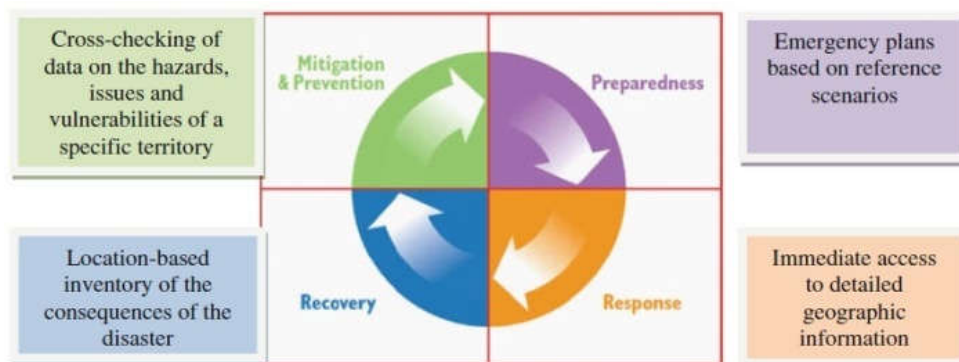 Cross-checking of
data on the hazards,
issues and
vulnerabilities of a
specific territory
Mitigation
& Prevention
Preparedness
Emergency plans
based on reference
scenarios
Location-based
inventory of the
consequences of the
disaster
Recovery
Response
Immediate access
to detailed
geographic
information